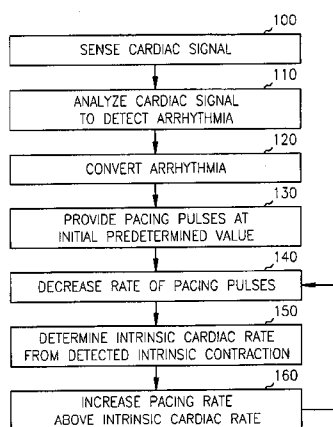 100
SENSE CARDIAC SIGNAL
110
ANALYZE CARDIAC SIGNAL
TO DETECT ARRHYTHMIA
120
CONVERT ARRHYTHMIA
130
PROVIDE PACING PULSES AT
INITIAL PREDETERMINED VALUE
140
DECREASE RATE OF PACING PULSES
150
DETERMINE INTRINSIC CARDIAC RATE
FROM DETECTED INTRINSIC CONTRACTION
160
INCREASE PACING RATE
ABOVE INTRINSIC CARDIAC RATE